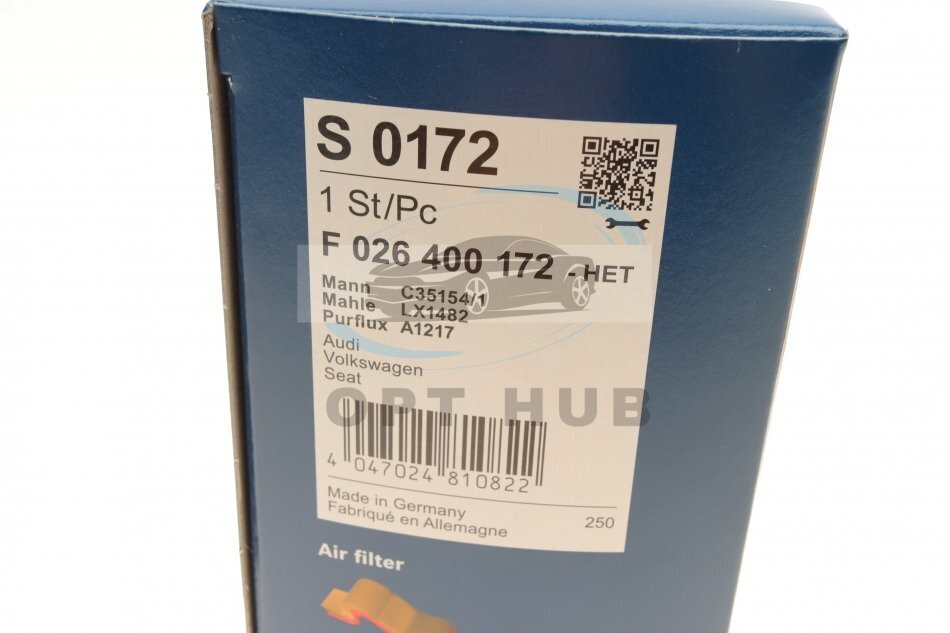 S 0172
1 St/Pc
F 026 400 172 - HET
Mann C35154/1
Mahle LX1482
Purflux A1217
Audi
Volkswagen
Seat
OPT HUB
4 047024 810822
Made in Germany
Fabriqué en Allemagne 250
Air filter